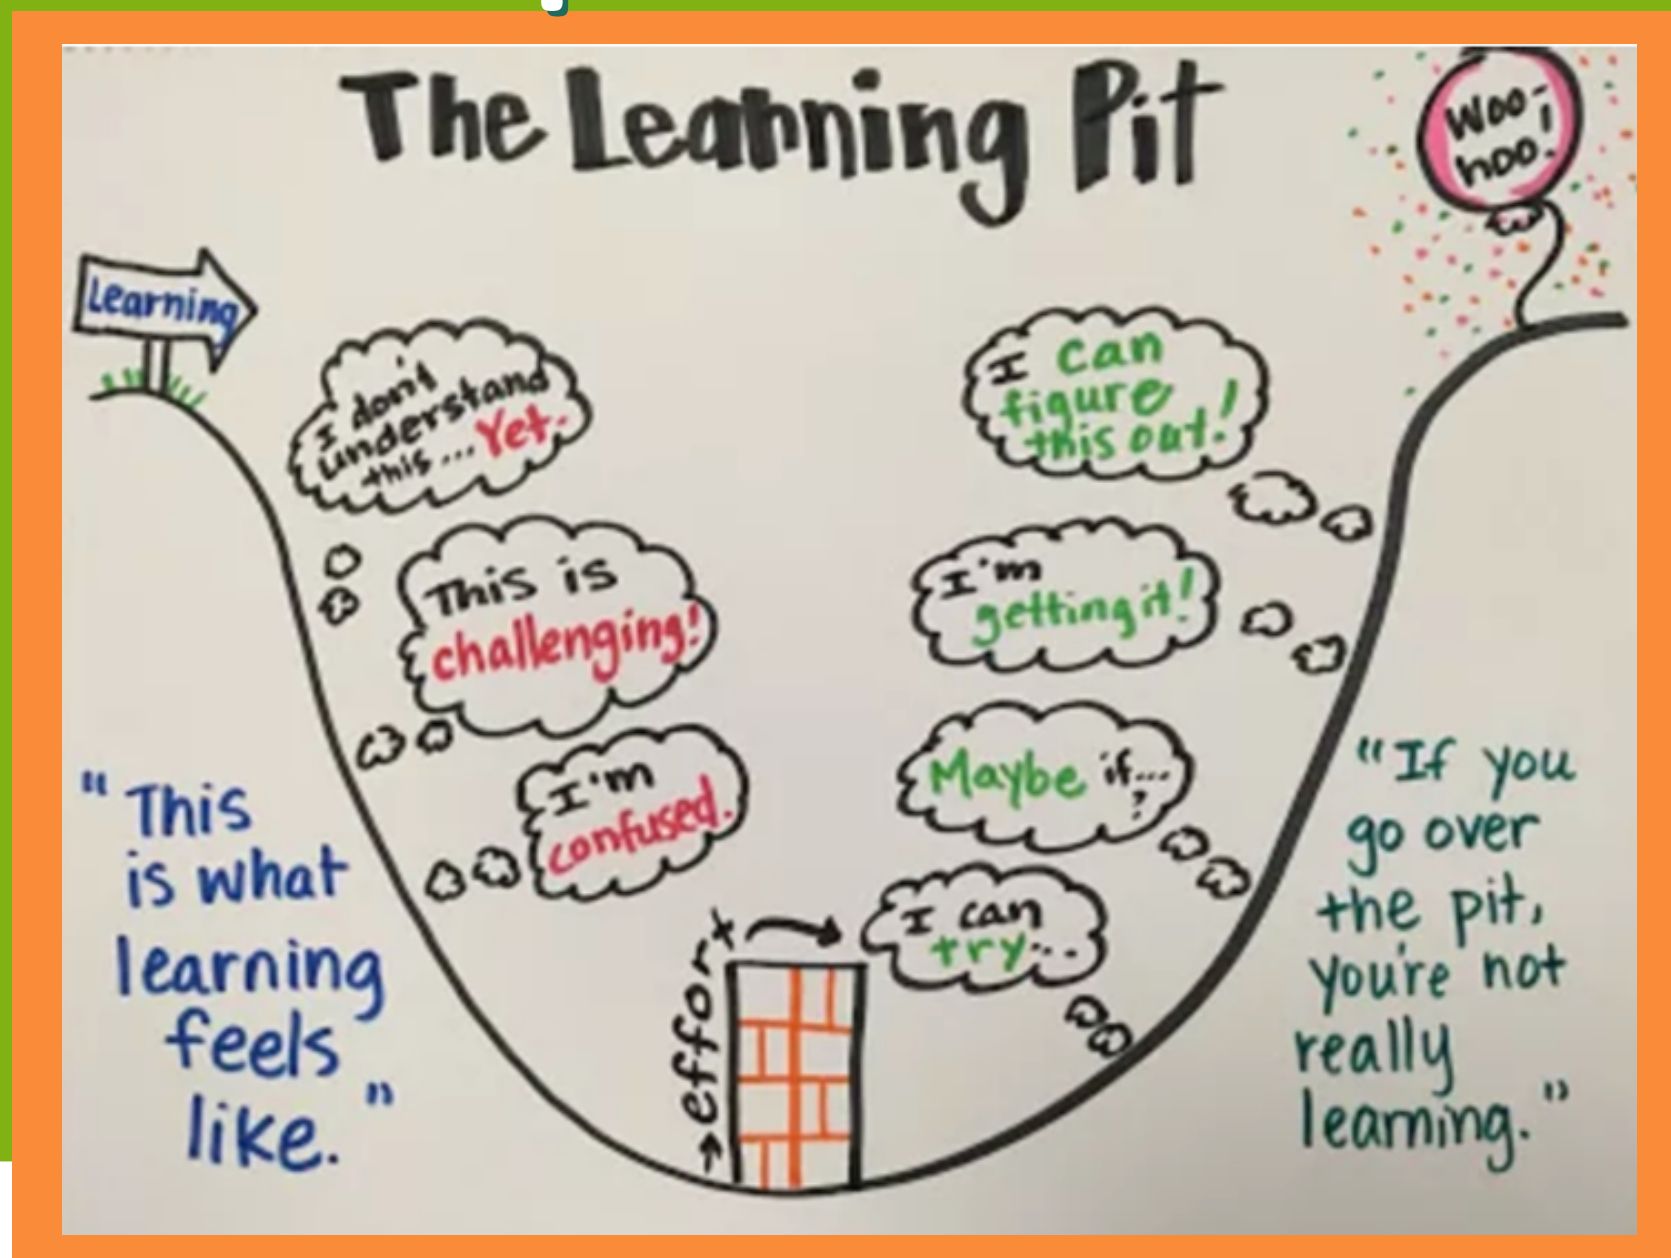 The Learning Pit
Woo-
hoo!
Learning
I don't
understand
this... Yet.
This is
challenging!
I'm
confused.
effort
I can
try...
Maybe if...
?
I'm
getting it!
I can
figure
this out!
"This
is what
learning
feels
like."
"If you
go over
the pit,
you're not
really
learning."